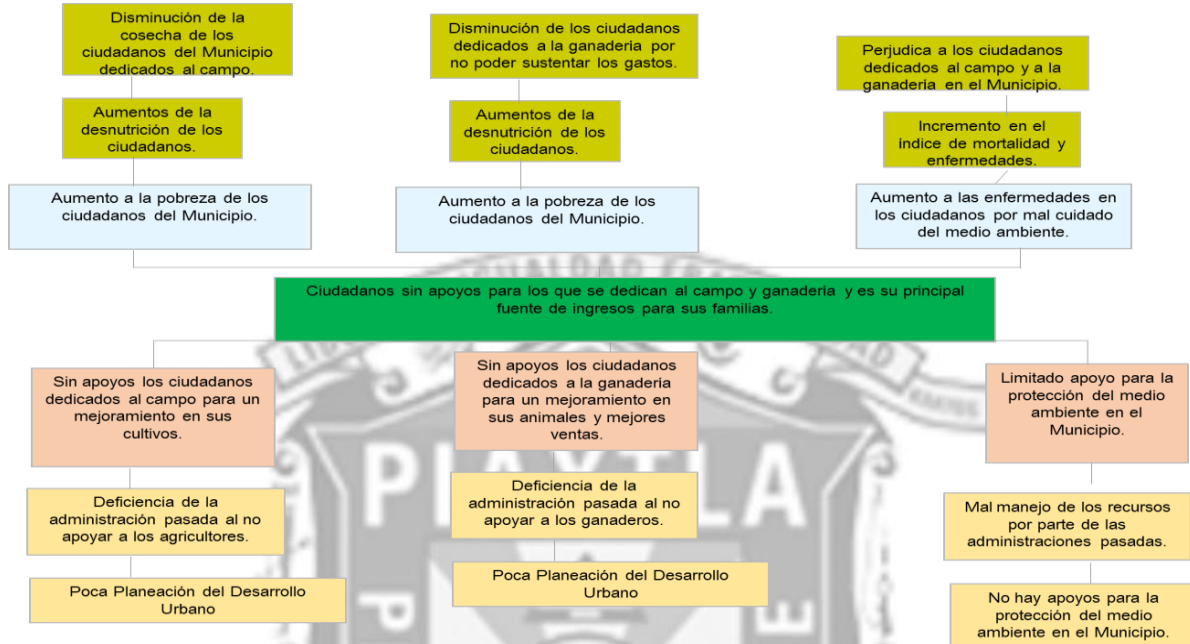 Disminución de la
cosecha de los
ciudadanos del Municipio
dedicados al campo.
Disminución de los ciudadanos
dedicados a la ganadería por
no poder sustentar los gastos.
Perjudica a los ciudadanos
dedicados al campo y a la
ganadería en el Municipio.
Aumentos de la
desnutrición de los
ciudadanos.
Aumentos de la
desnutrición de los
ciudadanos.
Incremento en el
índice de mortalidad y
enfermedades.
Aumento a la pobreza de los
ciudadanos del Municipio.
Aumento a la pobreza de los
ciudadanos del Municipio.
Aumento a las enfermedades en
los ciudadanos por mal cuidado
del medio ambiente.
Ciudadanos sin apoyos para los que se dedican al campo y ganadería y es su principal
fuente de ingresos para sus familias.
Sin apoyos los ciudadanos
dedicados al campo para un
mejoramiento en sus
cultivos.
Sin apoyos los ciudadanos
dedicados a la ganadería
para un mejoramiento en
sus animales y mejores
ventas.
Limitado apoyo para la
protección del medio
ambiente en el
Municipio.
PIAXTLA
Deficiencia de la
administración pasada al no
apoyar a los agricultores.
Deficiencia de la
administración pasada al no
apoyar a los ganaderos.
Mal manejo de los recursos
por parte de las
administraciones pasadas.
Poca Planeación del Desarrollo
Urbano
Poca Planeación del Desarrollo
Urbano
No hay apoyos para la
protección del medio
ambiente en el Municipio.